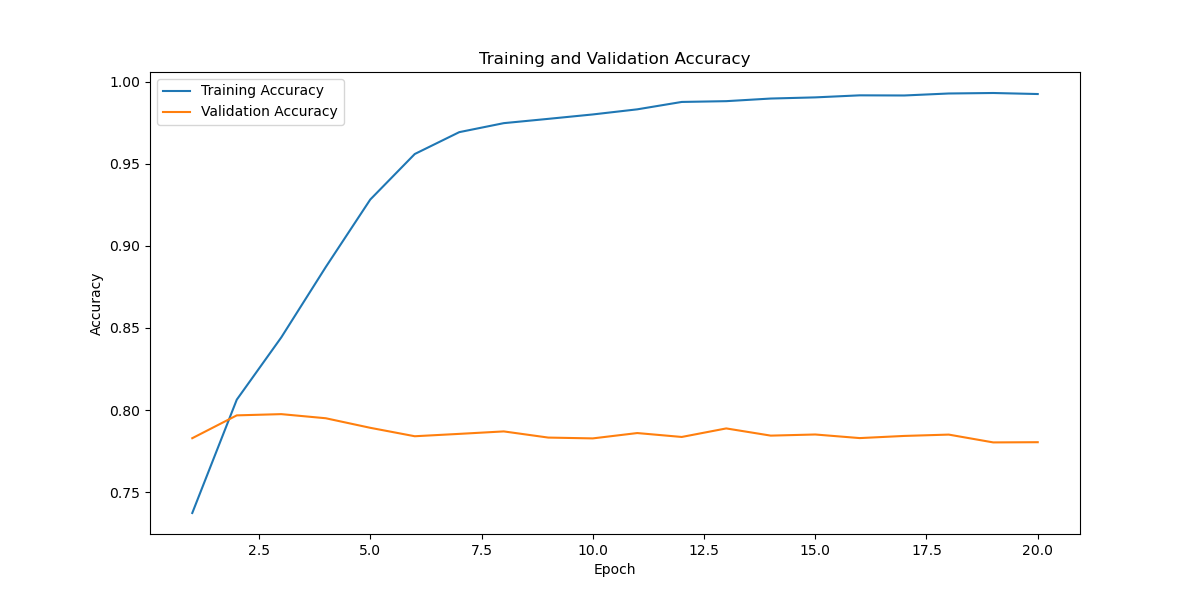 Training and Validation Accuracy
Training Accuracy
Validation Accuracy
1.00
0.95
0.90
0.85
0.80
0.75
Accuracy
2.5 5.0 7.5 10.0 12.5 15.0 17.5 20.0
Epoch